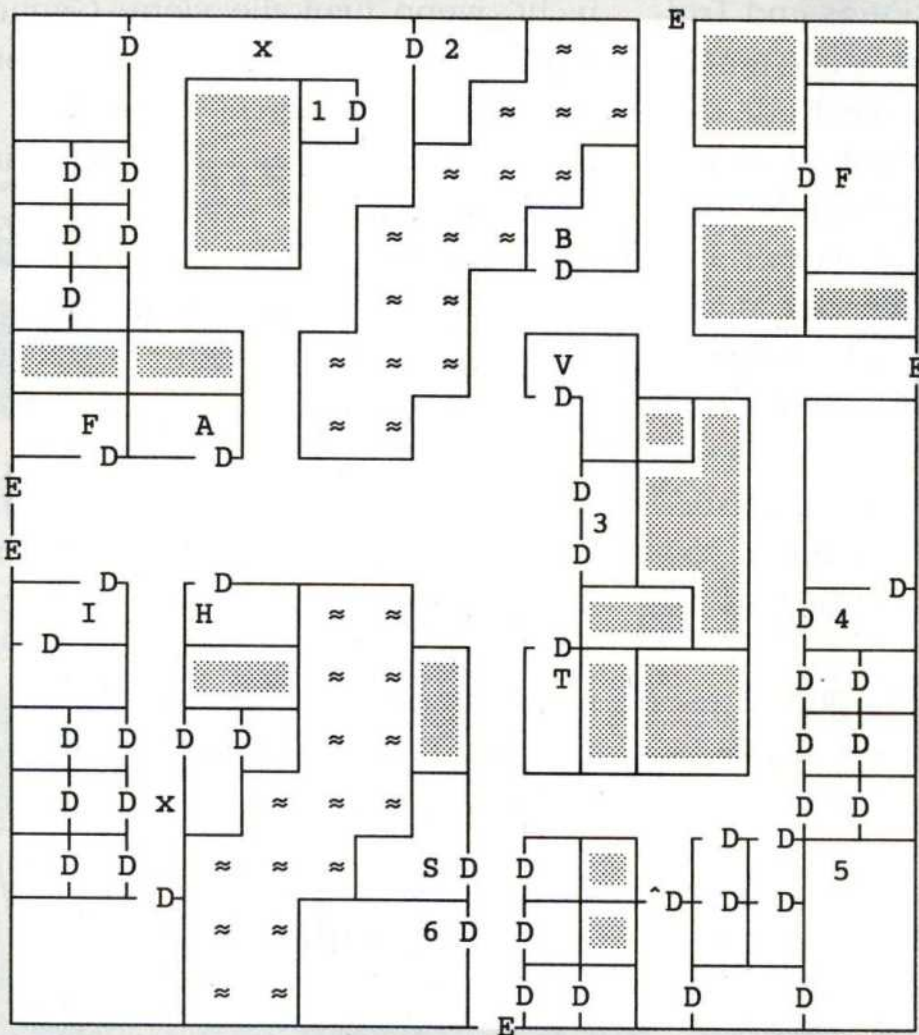 E
D x D 2 ≈ ≈
1 D ≈ ≈ ≈
D D ≈ ≈ ≈ D F
D D ≈ ≈ ≈ B
D
D ≈ ≈
≈ ≈ ≈ V E
D
F A ≈ ≈
D D
E D
3
E D
D D D
I H ≈ ≈ D 4
D D
≈ ≈ T D D
D D D D ≈ ≈ D D
D D x ≈ ≈ D D
D D
D D ≈ ≈ ≈ S D D 5
D ^D D D
≈ ≈ 6 D D
≈ ≈ D D D D
E